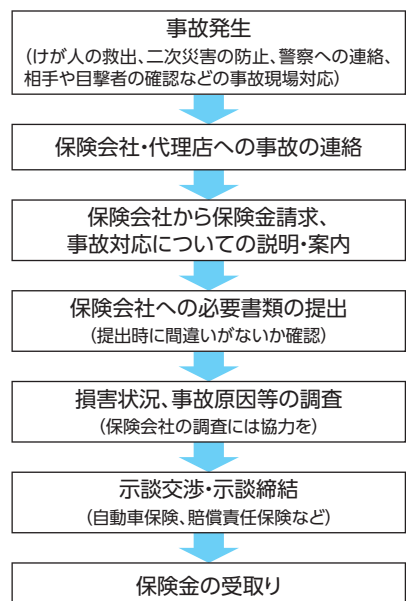 事故発生
(けが人の救出、二次災害の防止、警察への連絡、
相手や目撃者の確認などの事故現場対応)
保険会社・代理店への事故の連絡
保険会社から保険金請求、
事故対応についての説明・案内
保険会社への必要書類の提出
(提出時に間違いがないか確認)
損害状況、事故原因等の調査
(保険会社の調査には協力を)
示談交渉・示談締結
(自動車保険、賠償責任保険など)
保険金の受取り